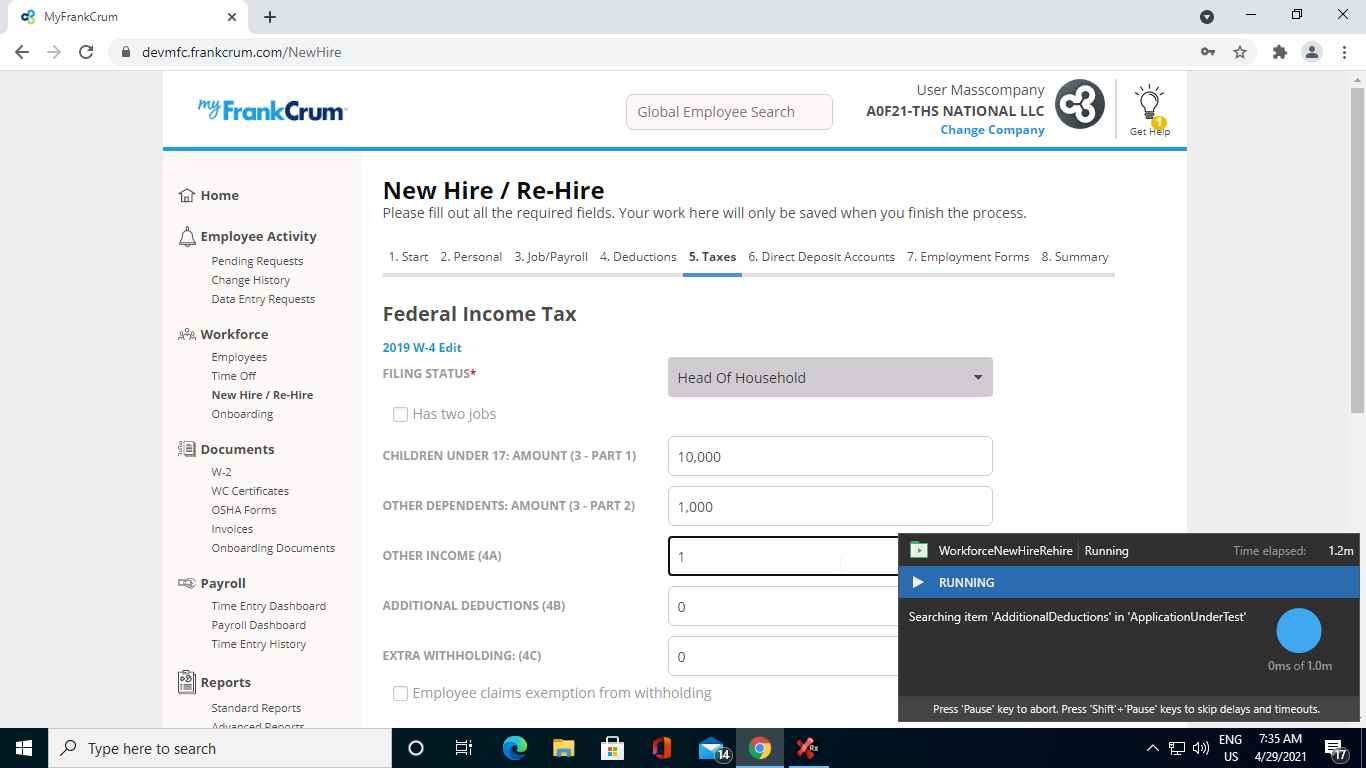 MyFrankCrum
devmfc.frankcrum.com/NewHire
my FrankCrum
Global Employee Search
User Masscompany
A0F21-THS NATIONAL LLC
Change Company
1
Get Help
Home
Employee Activity
Pending Requests
Change History
Data Entry Requests
Workforce
Employees
Time Off
New Hire / Re-Hire
Onboarding
Documents
W-2
WC Certificates
OSHA Forms
Invoices
Onboarding Documents
Payroll
Time Entry Dashboard
Payroll Dashboard
Time Entry History
Reports
Standard Reports
Advanced Reports
New Hire / Re-Hire
Please fill out all the required fields. Your work here will only be saved when you finish the process.
1. Start 2. Personal 3. Job/Payroll 4. Deductions 5. Taxes 6. Direct Deposit Accounts 7. Employment Forms 8. Summary
Federal Income Tax
2019 W-4 Edit
FILING STATUS* Head Of Household
Has two jobs
CHILDREN UNDER 17: AMOUNT (3 - PART 1) 10,000
OTHER DEPENDENTS: AMOUNT (3 - PART 2) 1,000
OTHER INCOME (4A) 1
ADDITIONAL DEDUCTIONS (4B) 0
EXTRA WITHHOLDING: (4C) 0
Employee claims exemption from withholding
WorkforceNewHireRehire Running Time elapsed: 1.2m
RUNNING
Searching item 'AdditionalDeductions' in 'ApplicationUnderTest'
0ms of 1.0m
Press 'Pause' key to abort. Press 'Shift'+'Pause' keys to skip delays and timeouts.
Type here to search
14
Rx
ENG
US
7:35 AM
4/29/2021
17